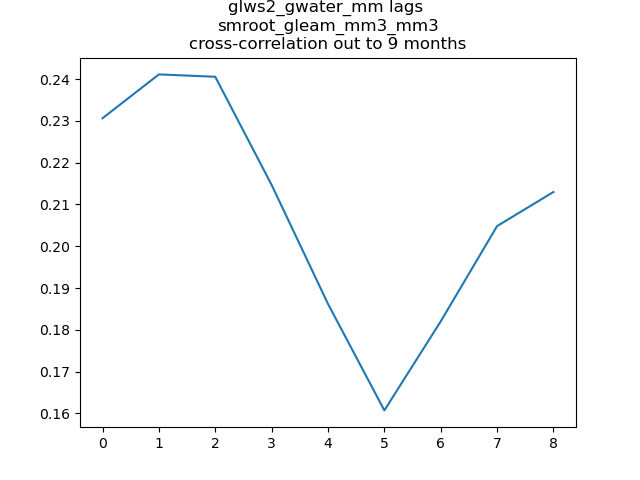 glws2_gwater_mm lags
smroot_gleam_mm3_mm3
cross-correlation out to 9 months
0.24
0.23
0.22
0.21
0.20
0.19
0.18
0.17
0.16
0 1 2 3 4 5 6 7 8